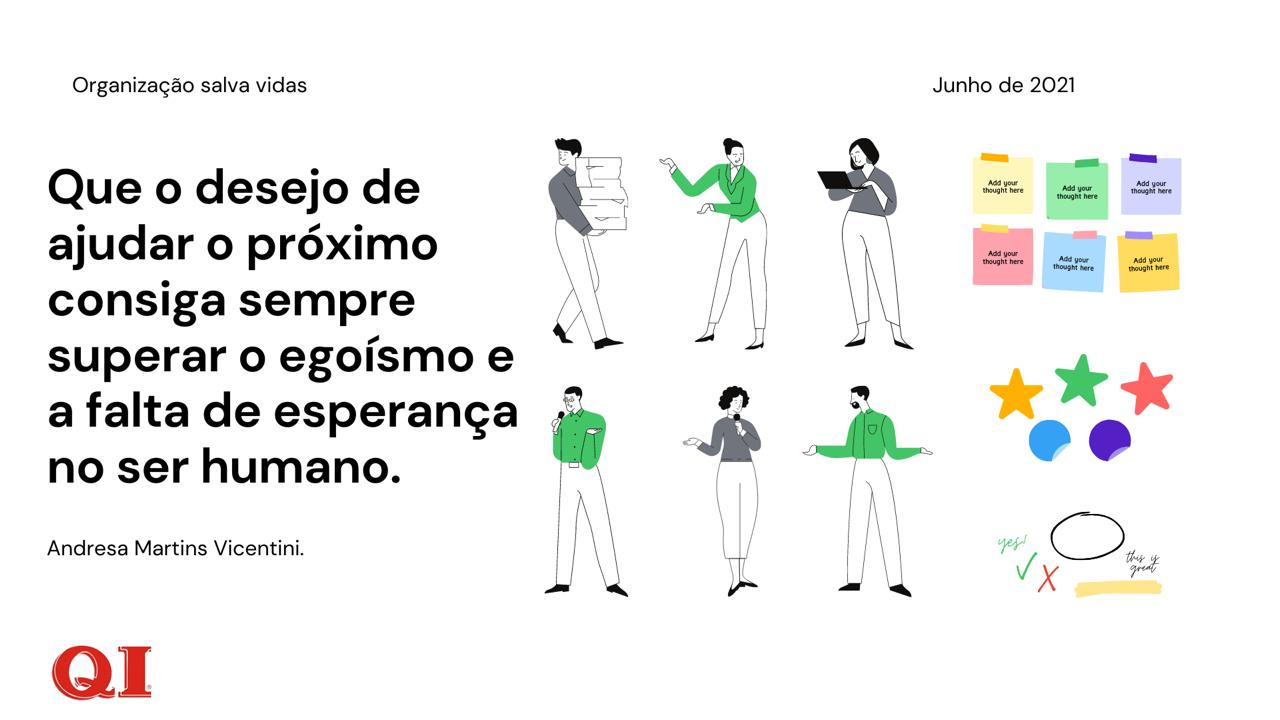 Organização salva vidas
Junho de 2021
Que o desejo de
ajudar o próximo
consiga sempre
superar o egoísmo e
a falta de esperança
no ser humano.
Andresa Martins Vicentini.
QI
Add your
thought here
Add your
thought here
Add your
thought here
Add your
thought here
Add your
thought here
Add your
thought here
yes!
this is
great